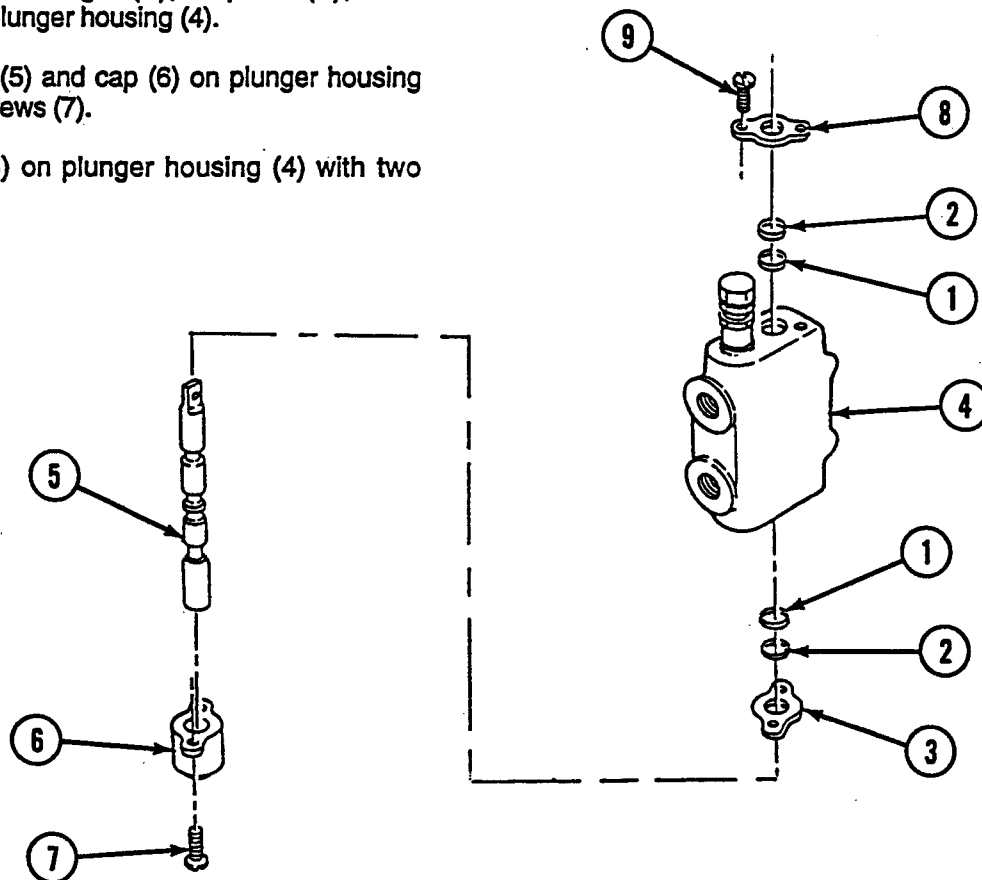 lunger housing (4).
(5) and cap (6) on plunger housing
ews (7).
) on plunger housing (4) with two
9
8
2
1
4
5
1
2
6
3
7